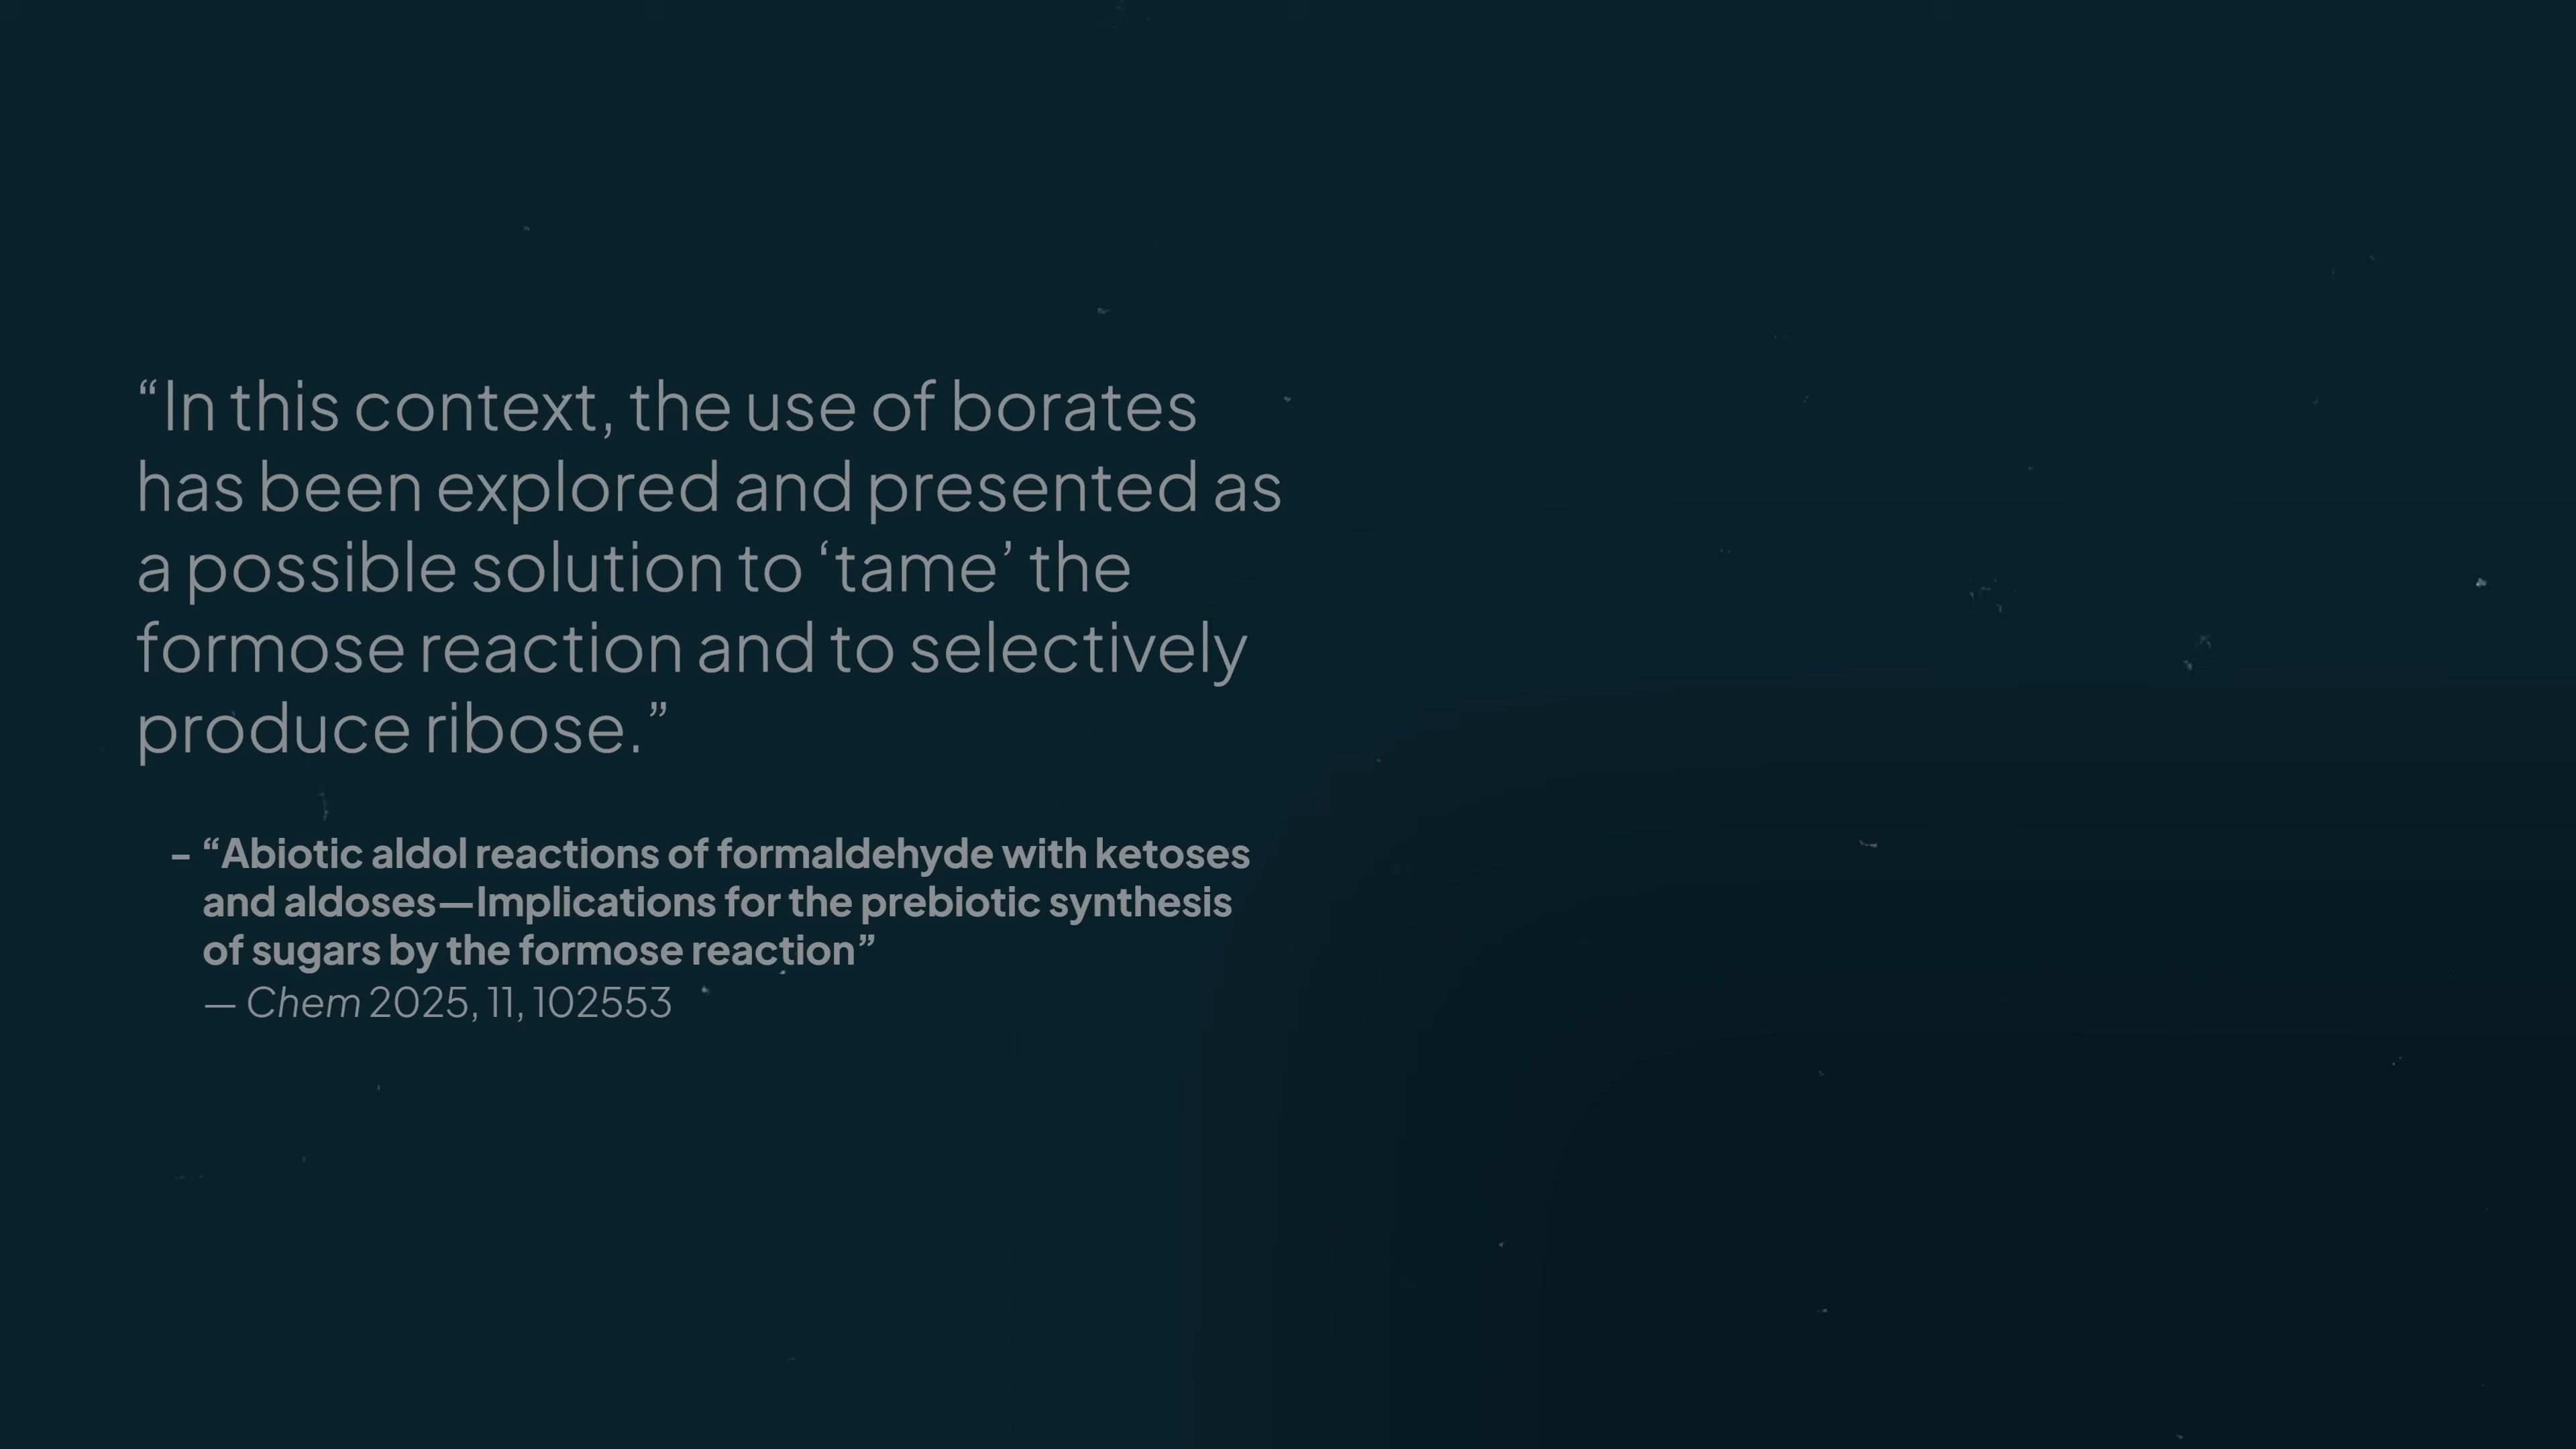 “In this context, the use of borates
has been explored and presented as
a possible solution to ‘tame’ the
formose reaction and to selectively
produce ribose.”
– “Abiotic aldol reactions of formaldehyde with ketoses
and aldoses—Implications for the prebiotic synthesis
of sugars by the formose reaction”
— Chem 2025, 11, 102553